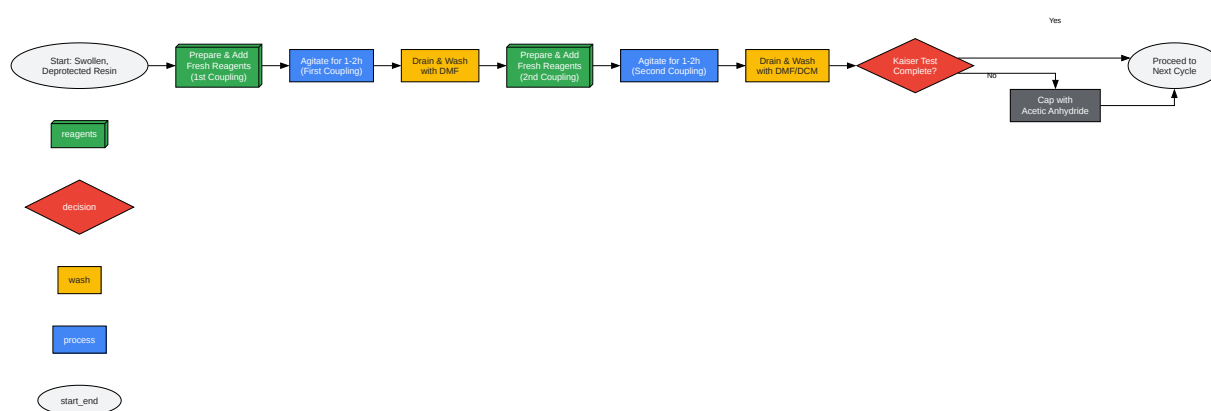 Yes
Start: Swollen,
Deprotected Resin
Prepare & Add
Fresh Reagents
(1st Coupling)
Agitate for 1-2h
(First Coupling)
Drain & Wash
with DMF
Prepare & Add
Fresh Reagents
(2nd Coupling)
Agitate for 1-2h
(Second Coupling)
Drain & Wash
with DMF/DCM
Kaiser Test
Complete?
No
Proceed to
Next Cycle
Cap with
Acetic Anhydride
reagents
decision
wash
process
start_end